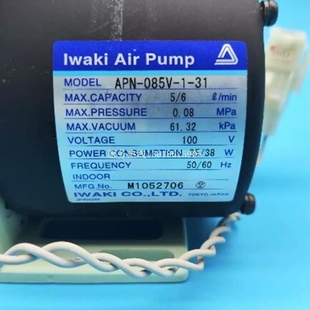 Iwaki Air Pump
MODEL APN-085V-1-31
MAX.CAPACITY 5/6 ℓ/min
MAX.PRESSURE 0.08 MPa
MAX.VACUUM 61.32 kPa
VOLTAGE 100 V
POWER CONSUMPTION 35/38 W
FREQUENCY 50/60 Hz
INDOOR
MFG.No. M1052706
IWAKI CO.,LTD. TOKYO JAPAN